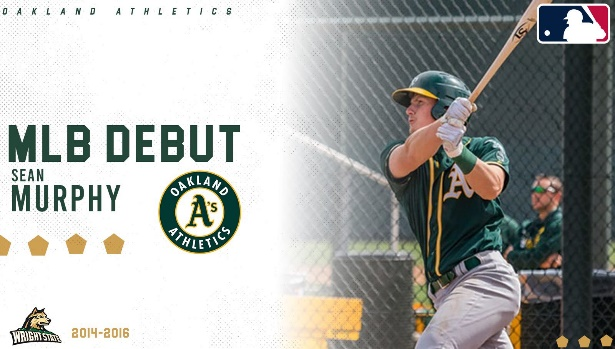 OAKLAND ATHLETICS
MLB DEBUT
SEAN
MURPHY
OAKLAND
A's
ATHLETICS
A
WRIGHT STATE
2014-2016